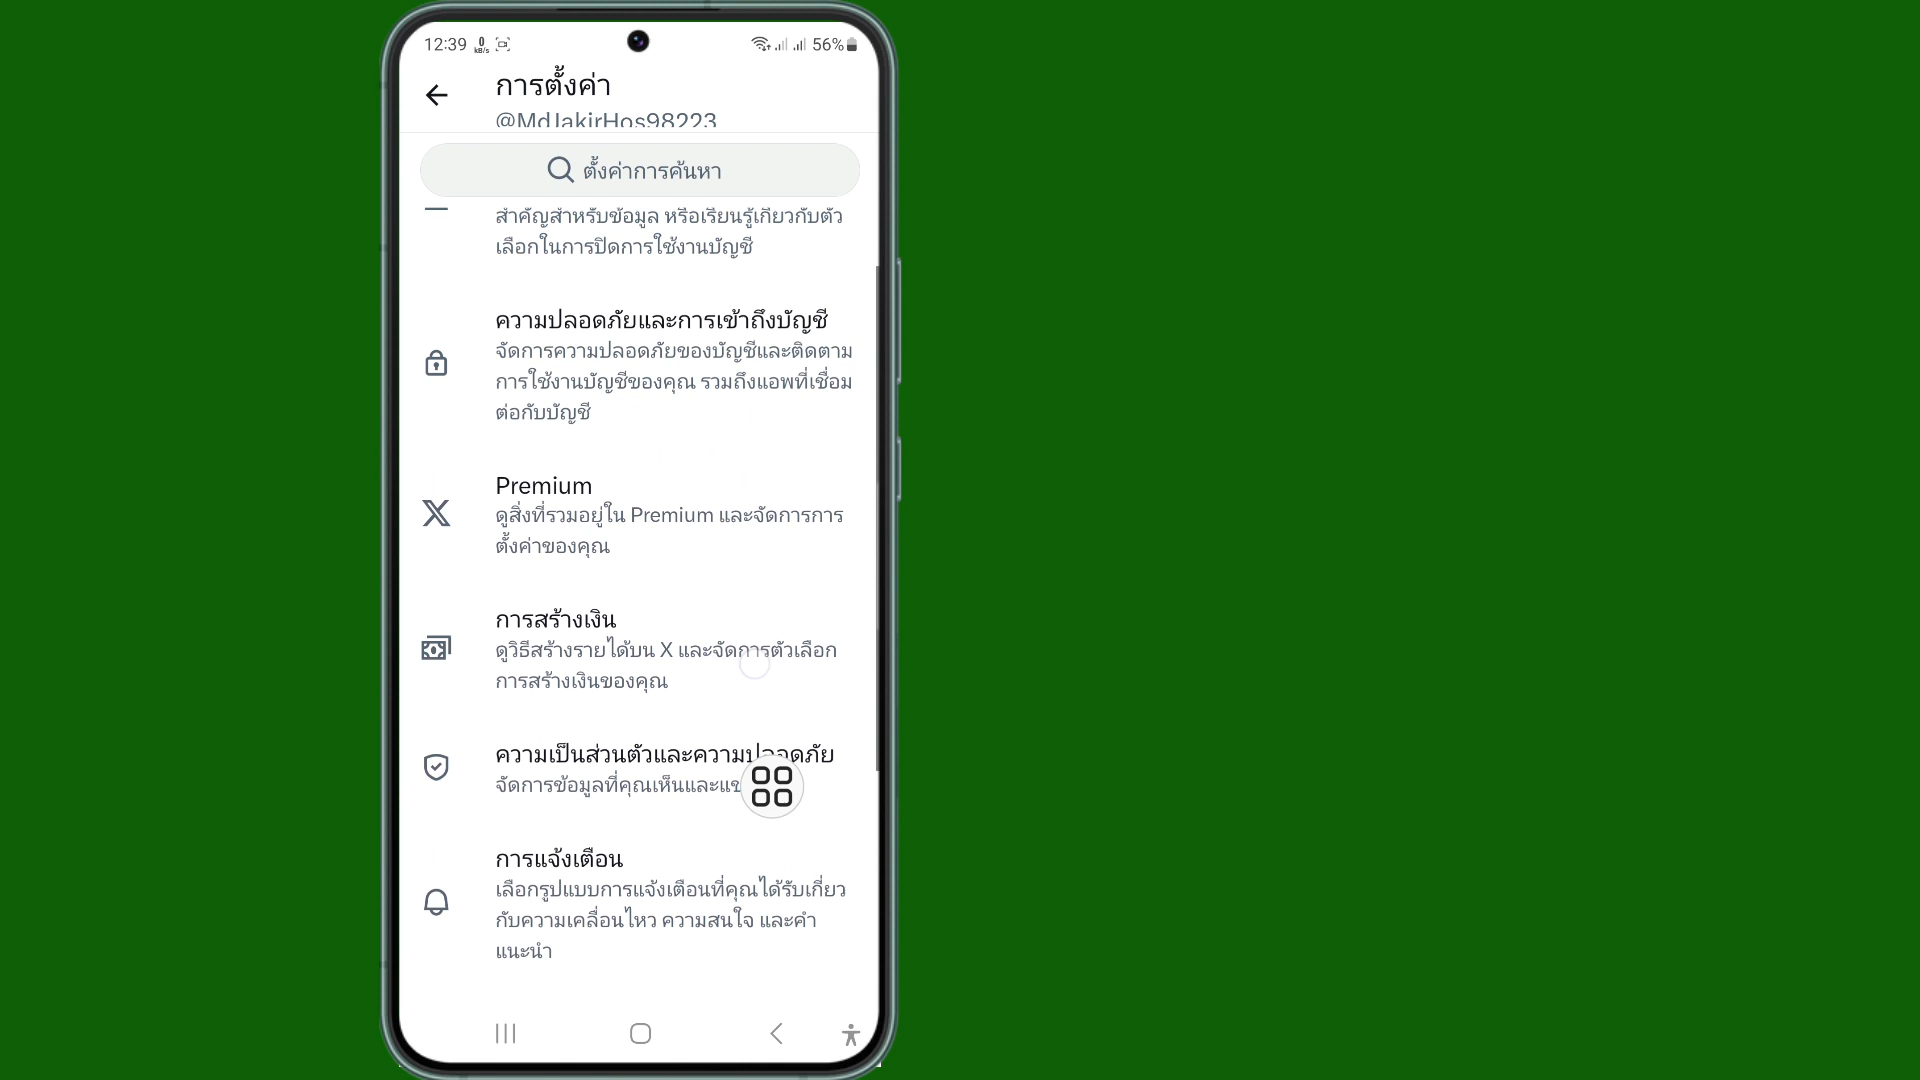 12:39 0 kB/s 56%
การตั้งค่า
@MdJakirHos98223
ตั้งค่าการค้นหา
สำคัญสำหรับข้อมูล หรือเรียนรู้เกี่ยวกับตัว
เลือกในการปิดการใช้งานบัญชี
ความปลอดภัยและการเข้าถึงบัญชี
จัดการความปลอดภัยของบัญชีและติดตาม
การใช้งานบัญชีของคุณ รวมถึงแอพที่เชื่อม
ต่อกับบัญชี
Premium
ดูสิ่งที่รวมอยู่ใน Premium และจัดการการ
ตั้งค่าของคุณ
การสร้างเงิน
ดูวิธีสร้างรายได้บน X และจัดการตัวเลือก
การสร้างเงินของคุณ
ความเป็นส่วนตัวและความปลอดภัย
จัดการข้อมูลที่คุณเห็นและแช
การแจ้งเตือน
เลือกรูปแบบการแจ้งเตือนที่คุณได้รับเกี่ยว
กับความเคลื่อนไหว ความสนใจ และคำ
แนะนำ